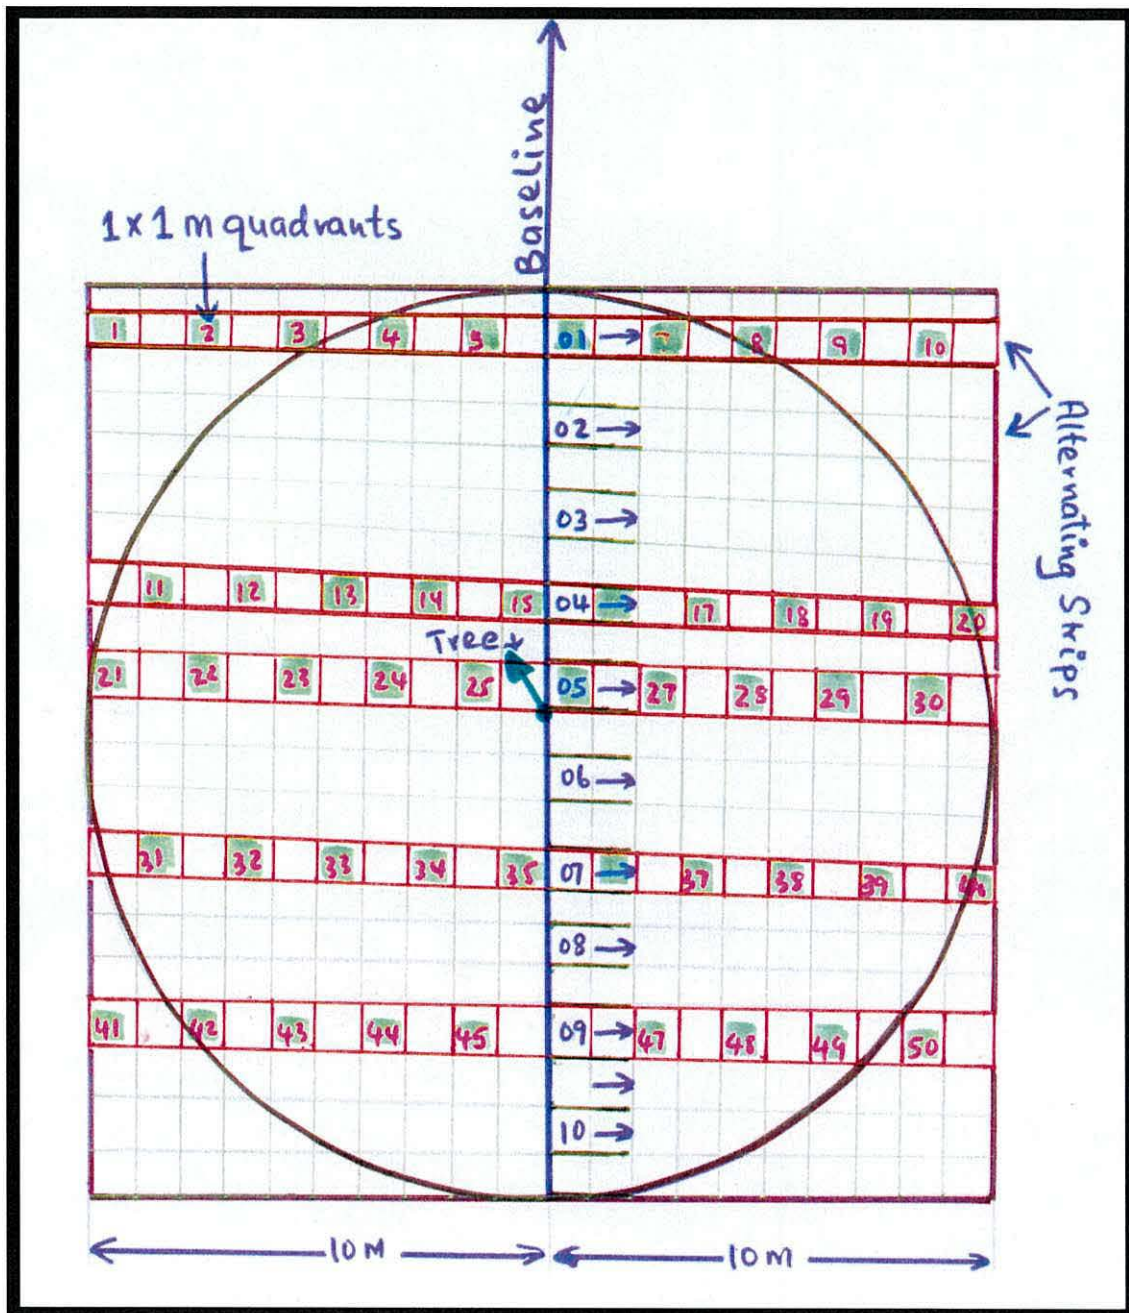 Baseline
1x1 m quadrants
1 2 3 4 5 01 → 7 8 9 10
02 →
03 →
Alternating Strips
11 12 13 14 15 04 → 17 18 19 20
Tree
21 22 23 24 25 05 → 27 28 29 30
06 →
31 32 33 34 35 07 → 37 38 39
08 →
41 42 43 44 45 09 → 47 48 49 50
→
10 →
10 M 10 m